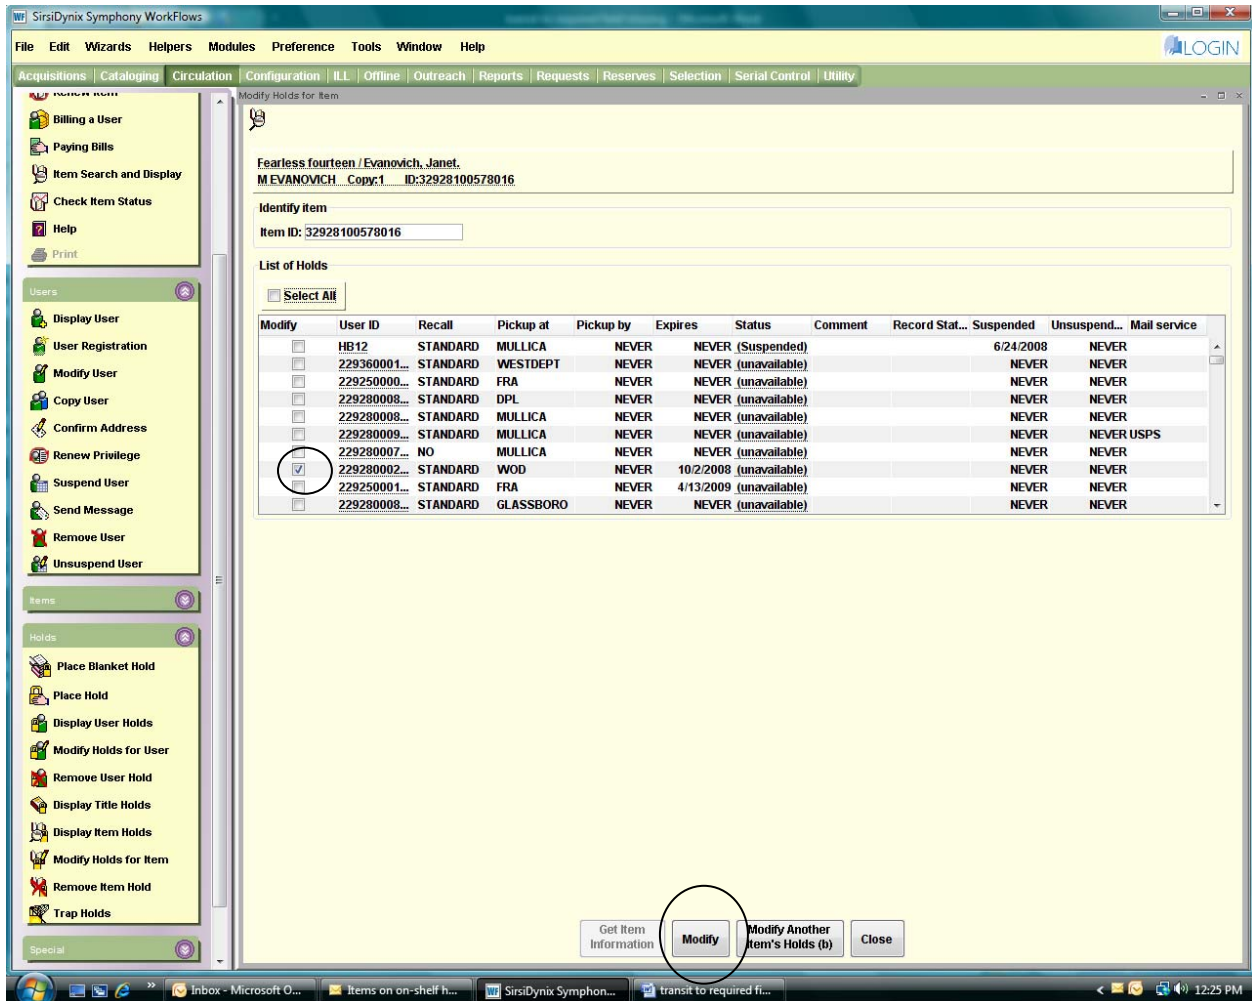 SirsiDynix Symphony WorkFlows
File Edit Wizards Helpers Modules Preference Tools Window Help
LOGIN
Acquisitions Cataloging Circulation Configuration ILL Offline Outreach Reports Requests Reserves Selection Serial Control Utility
Renew Item
Billing a User
Paying Bills
Item Search and Display
Check Item Status
Help
Print
Users
Display User
User Registration
Modify User
Copy User
Confirm Address
Renew Privilege
Suspend User
Send Message
Remove User
Unsuspend User
Items
Holds
Place Blanket Hold
Place Hold
Display User Holds
Modify Holds for User
Remove User Hold
Display Title Holds
Display Item Holds
Modify Holds for Item
Remove Item Hold
Trap Holds
Special
Modify Holds for Item
Fearless fourteen / Evanovich, Janet.
M EVANOVICH Copy:1 ID:32928100578016
Identify item
Item ID: 32928100578016
List of Holds
Select All
Modify User ID Recall Pickup at Pickup by Expires Status Comment Record Stat... Suspended Unsuspend... Mail service
HB12 STANDARD MULLICA NEVER NEVER (Suspended) 6/24/2008 NEVER
229360001... STANDARD WESTDEPT NEVER NEVER (unavailable) NEVER NEVER
229250000... STANDARD FRA NEVER NEVER (unavailable) NEVER NEVER
229280008... STANDARD DPL NEVER NEVER (unavailable) NEVER NEVER
229280008... STANDARD MULLICA NEVER NEVER (unavailable) NEVER NEVER
229280009... STANDARD MULLICA NEVER NEVER (unavailable) NEVER NEVER USPS
229280007... NO MULLICA NEVER NEVER (unavailable) NEVER NEVER
229280002... STANDARD WOD NEVER 10/2/2008 (unavailable) NEVER NEVER
229250001... STANDARD FRA NEVER 4/13/2009 (unavailable) NEVER NEVER
229280008... STANDARD GLASSBORO NEVER NEVER (unavailable) NEVER NEVER
Get Item Information
Modify
Modify Another Item's Holds (b)
Close
Inbox - Microsoft O... Items on on-shelf h... WF SirsiDynix Symphon... transit to required fi... 12:25 PM